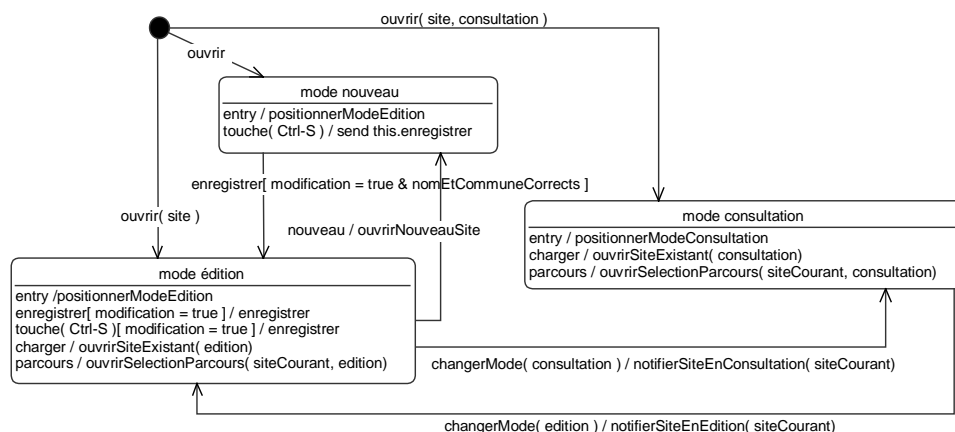 ouvrir( site, consultation )
ouvrir
mode nouveau
entry / positionnerModeEdition
touche( Ctrl-S ) / send this.enregistrer
enregistrer[ modification = true & nomEtCommuneCorrects ]
ouvrir( site )
nouveau / ouvrirNouveauSite
mode consultation
entry / positionnerModeConsultation
charger / ouvrirSiteExistant( consultation)
parcours / ouvrirSelectionParcours( siteCourant, consultation)
mode édition
entry /positionnerModeEdition
enregistrer[ modification = true ] / enregistrer
touche( Ctrl-S )[ modification = true ] / enregistrer
charger / ouvrirSiteExistant( edition)
parcours / ouvrirSelectionParcours( siteCourant, edition)
changerMode( consultation ) / notifierSiteEnConsultation( siteCourant)
changerMode( edition ) / notifierSiteEnEdition( siteCourant)